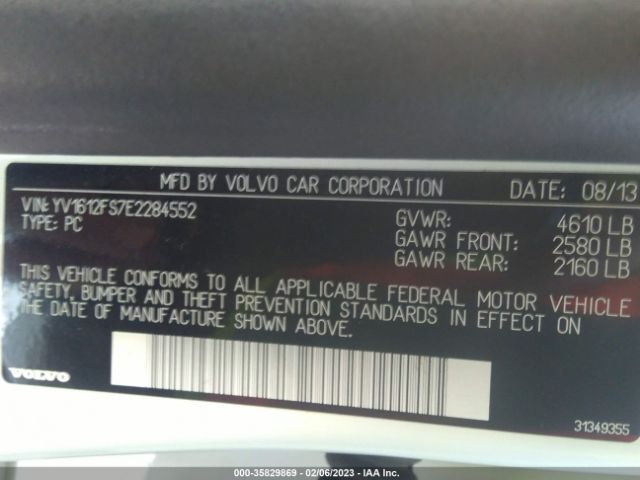 MFD BY VOLVO CAR CORPORATION DATE: 08/13
VIN: YV1612FS7E2284552
TYPE: PC
GVWR: 4610 LB
GAWR FRONT: 2580 LB
GAWR REAR: 2160 LB
THIS VEHICLE CONFORMS TO ALL APPLICABLE FEDERAL MOTOR VEHICLE
SAFETY, BUMPER AND THEFT PREVENTION STANDARDS IN EFFECT ON
THE DATE OF MANUFACTURE SHOWN ABOVE.
VOLVO
31349355
000-35829869 - 02/06/2023 - IAA Inc.